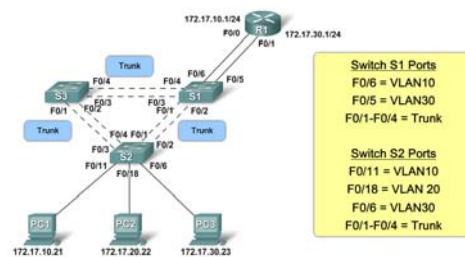 172.17.10.1/24
R1
172.17.30.1/24
F0/0
F0/1
Trunk
F0/4
F0/4
F0/6
F0/5
S3
S1
F0/3
F0/3
F0/1
F0/2
F0/1
F0/2
Trunk
Trunk
F0/4
F0/1
F0/3
F0/2
S2
F0/11
F0/18
F0/6
PC1
PC2
PC3
172.17.10.21
172.17.20.22
172.17.30.23
Switch S1 Ports
F0/6 = VLAN10
F0/5 = VLAN30
F0/1-F0/4 = Trunk
Switch S2 Ports
F0/11 = VLAN10
F0/18 = VLAN 20
F0/6 = VLAN30
F0/1-F0/4 = Trunk